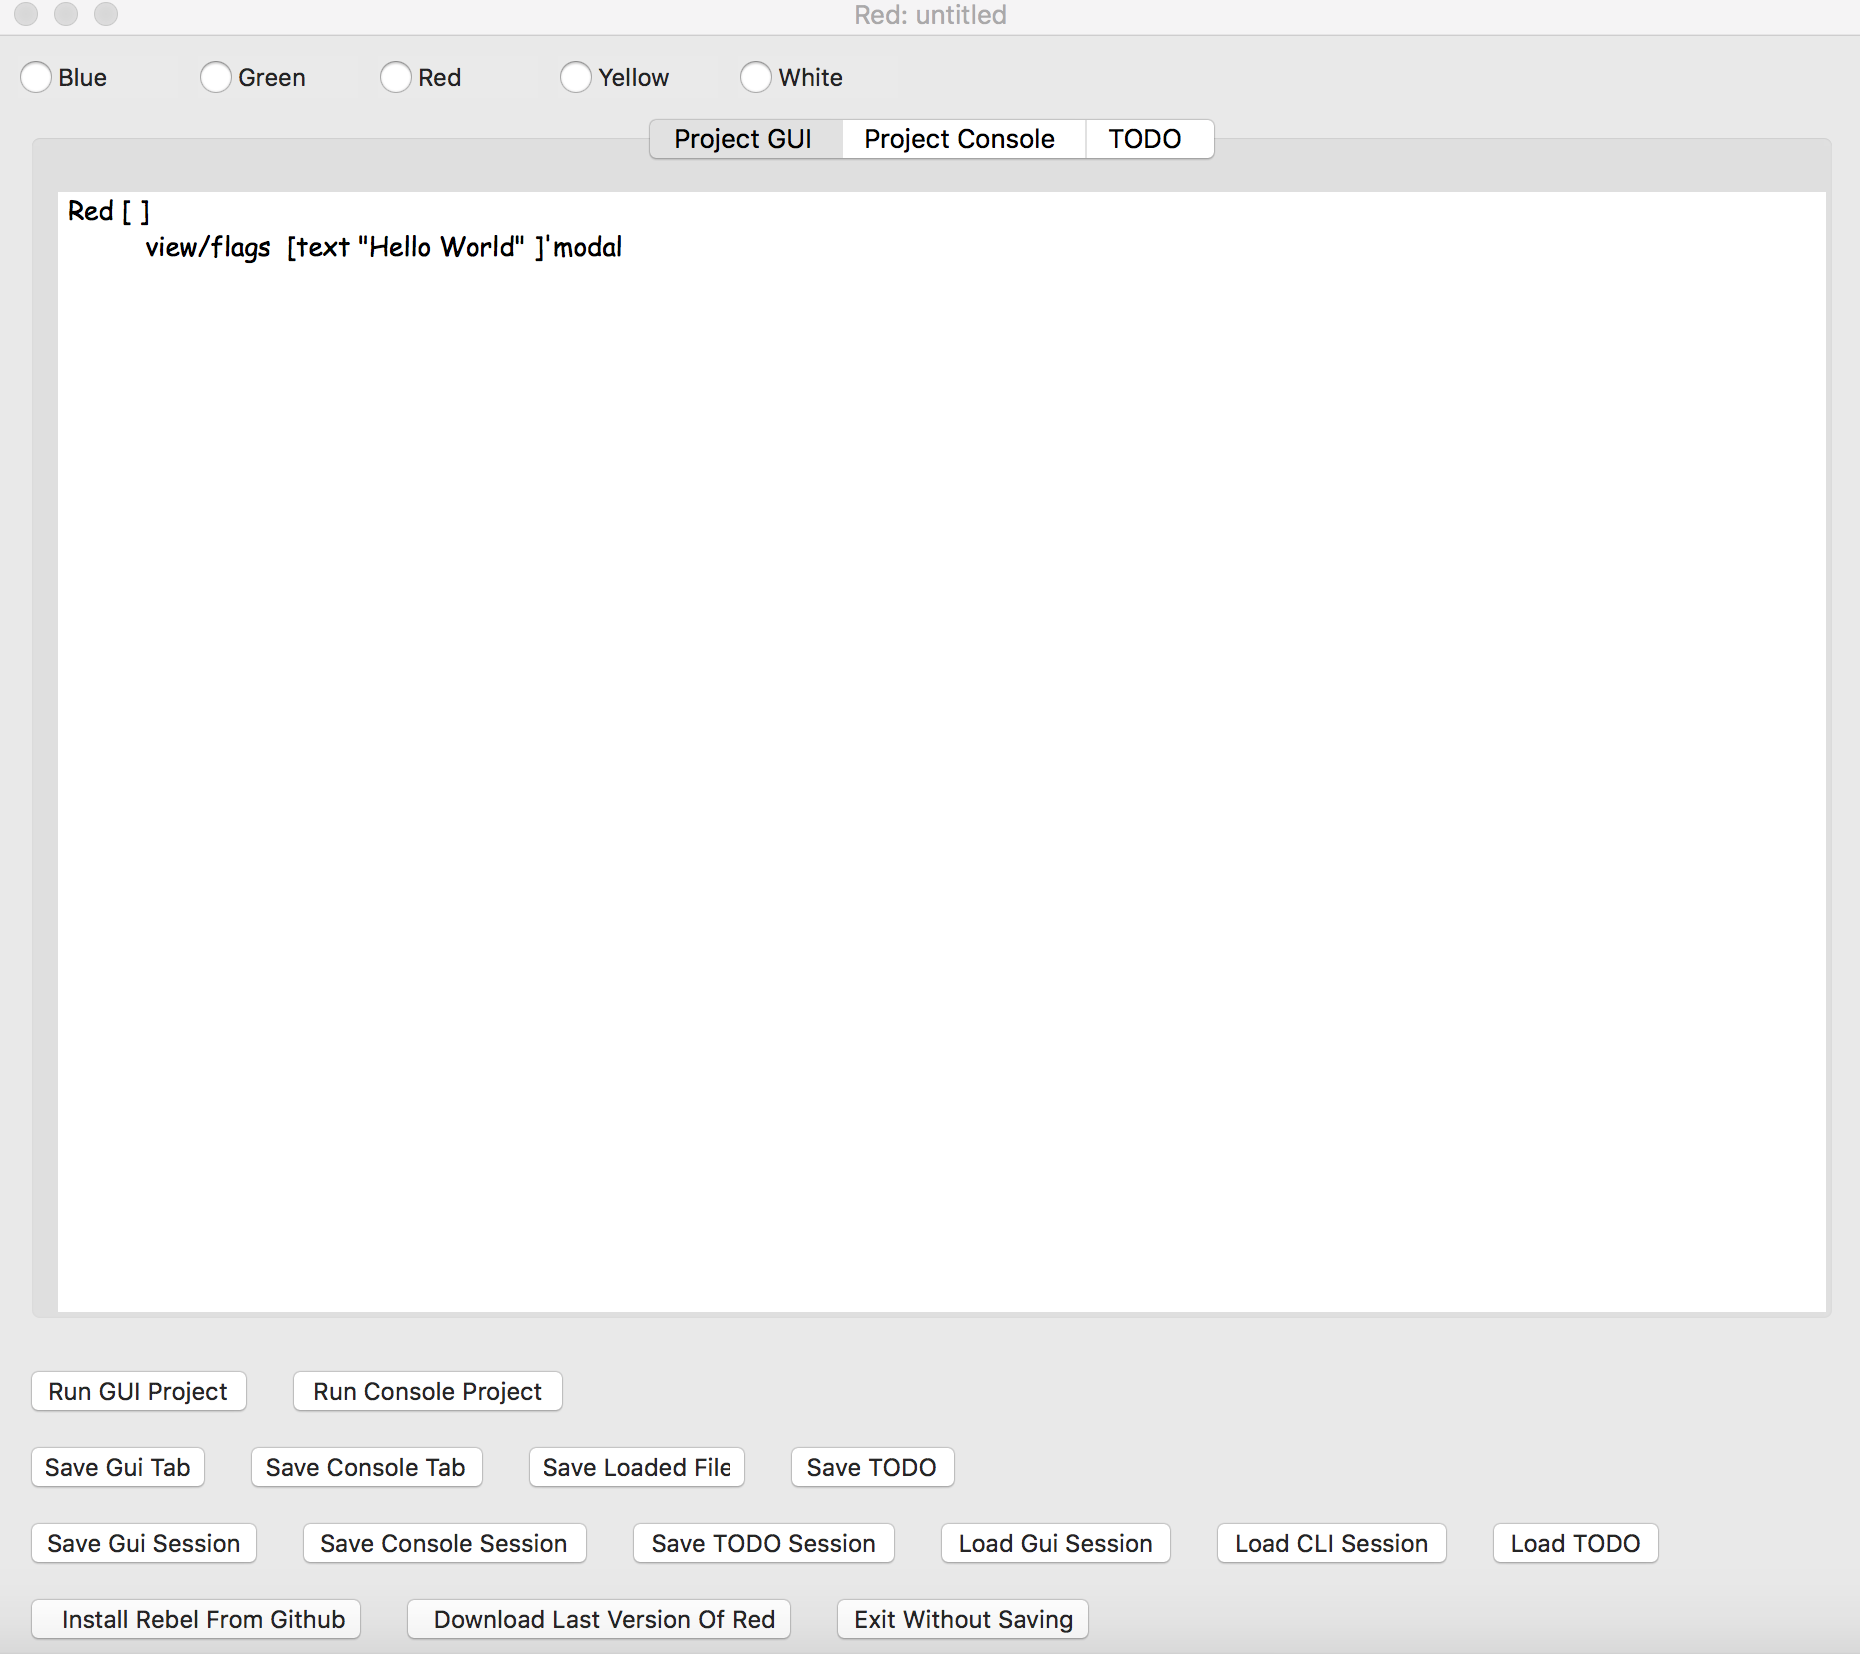 Red: untitled
Blue Green Red Yellow White
Project GUI Project Console TODO
Red [ ]
view/flags [text "Hello World" ]'modal
Run GUI Project Run Console Project
Save Gui Tab Save Console Tab Save Loaded File Save TODO
Save Gui Session Save Console Session Save TODO Session Load Gui Session Load CLI Session Load TODO
Install Rebel From Github Download Last Version Of Red Exit Without Saving